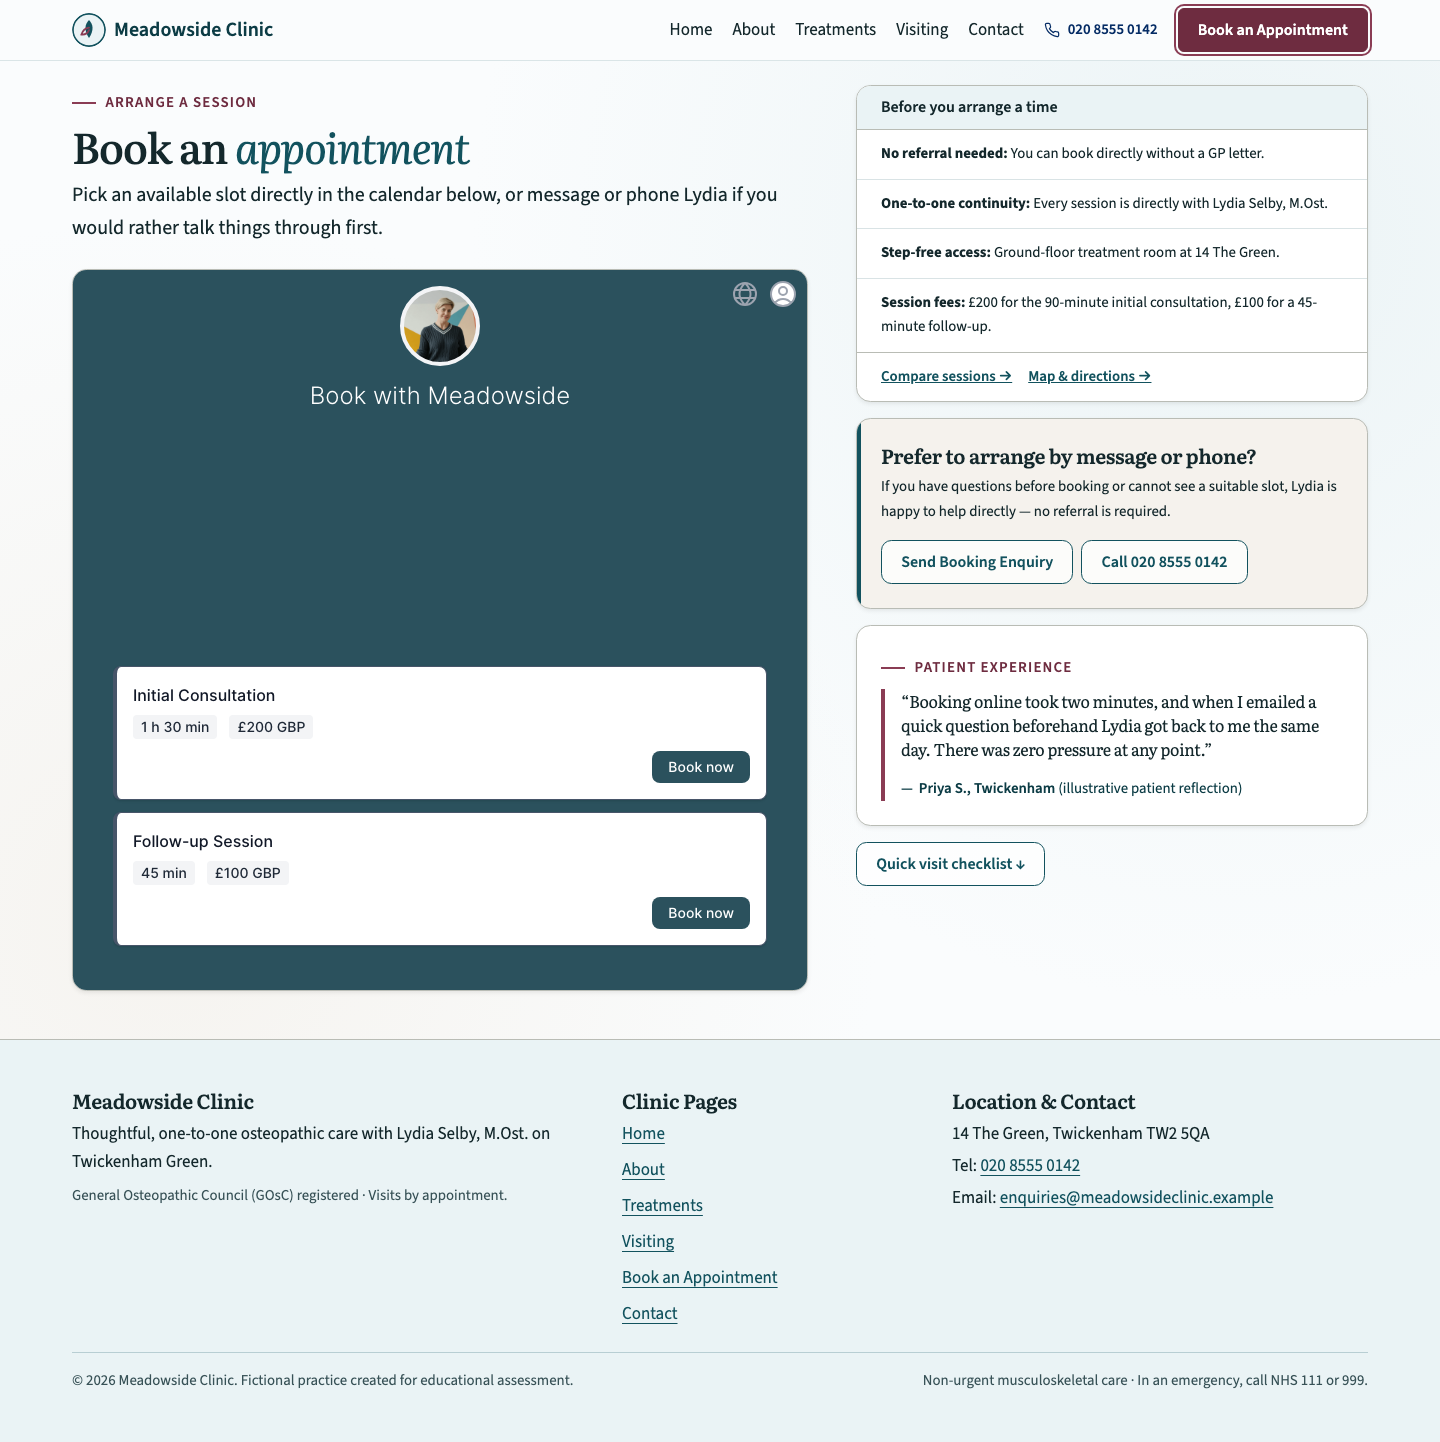 Meadowside Clinic
Home About Treatments Visiting Contact 020 8555 0142 Book an Appointment
ARRANGE A SESSION
Book an appointment
Pick an available slot directly in the calendar below, or message or phone Lydia if you
would rather talk things through first.
Book with Meadowside
Initial Consultation
1 h 30 min £200 GBP
Book now
Follow-up Session
45 min £100 GBP
Book now
Before you arrange a time
No referral needed: You can book directly without a GP letter.
One-to-one continuity: Every session is directly with Lydia Selby, M.Ost.
Step-free access: Ground-floor treatment room at 14 The Green.
Session fees: £200 for the 90-minute initial consultation, £100 for a 45-
minute follow-up.
Compare sessions → Map & directions →
Prefer to arrange by message or phone?
If you have questions before booking or cannot see a suitable slot, Lydia is
happy to help directly — no referral is required.
Send Booking Enquiry Call 020 8555 0142
PATIENT EXPERIENCE
“Booking online took two minutes, and when I emailed a
quick question beforehand Lydia got back to me the same
day. There was zero pressure at any point.”
— Priya S., Twickenham (illustrative patient reflection)
Quick visit checklist ↓
Meadowside Clinic
Thoughtful, one-to-one osteopathic care with Lydia Selby, M.Ost. on
Twickenham Green.
General Osteopathic Council (GOsC) registered · Visits by appointment.
Clinic Pages
Home
About
Treatments
Visiting
Book an Appointment
Contact
Location & Contact
14 The Green, Twickenham TW2 5QA
Tel: 020 8555 0142
Email: enquiries@meadowsideclinic.example
© 2026 Meadowside Clinic. Fictional practice created for educational assessment.
Non-urgent musculoskeletal care · In an emergency, call NHS 111 or 999.